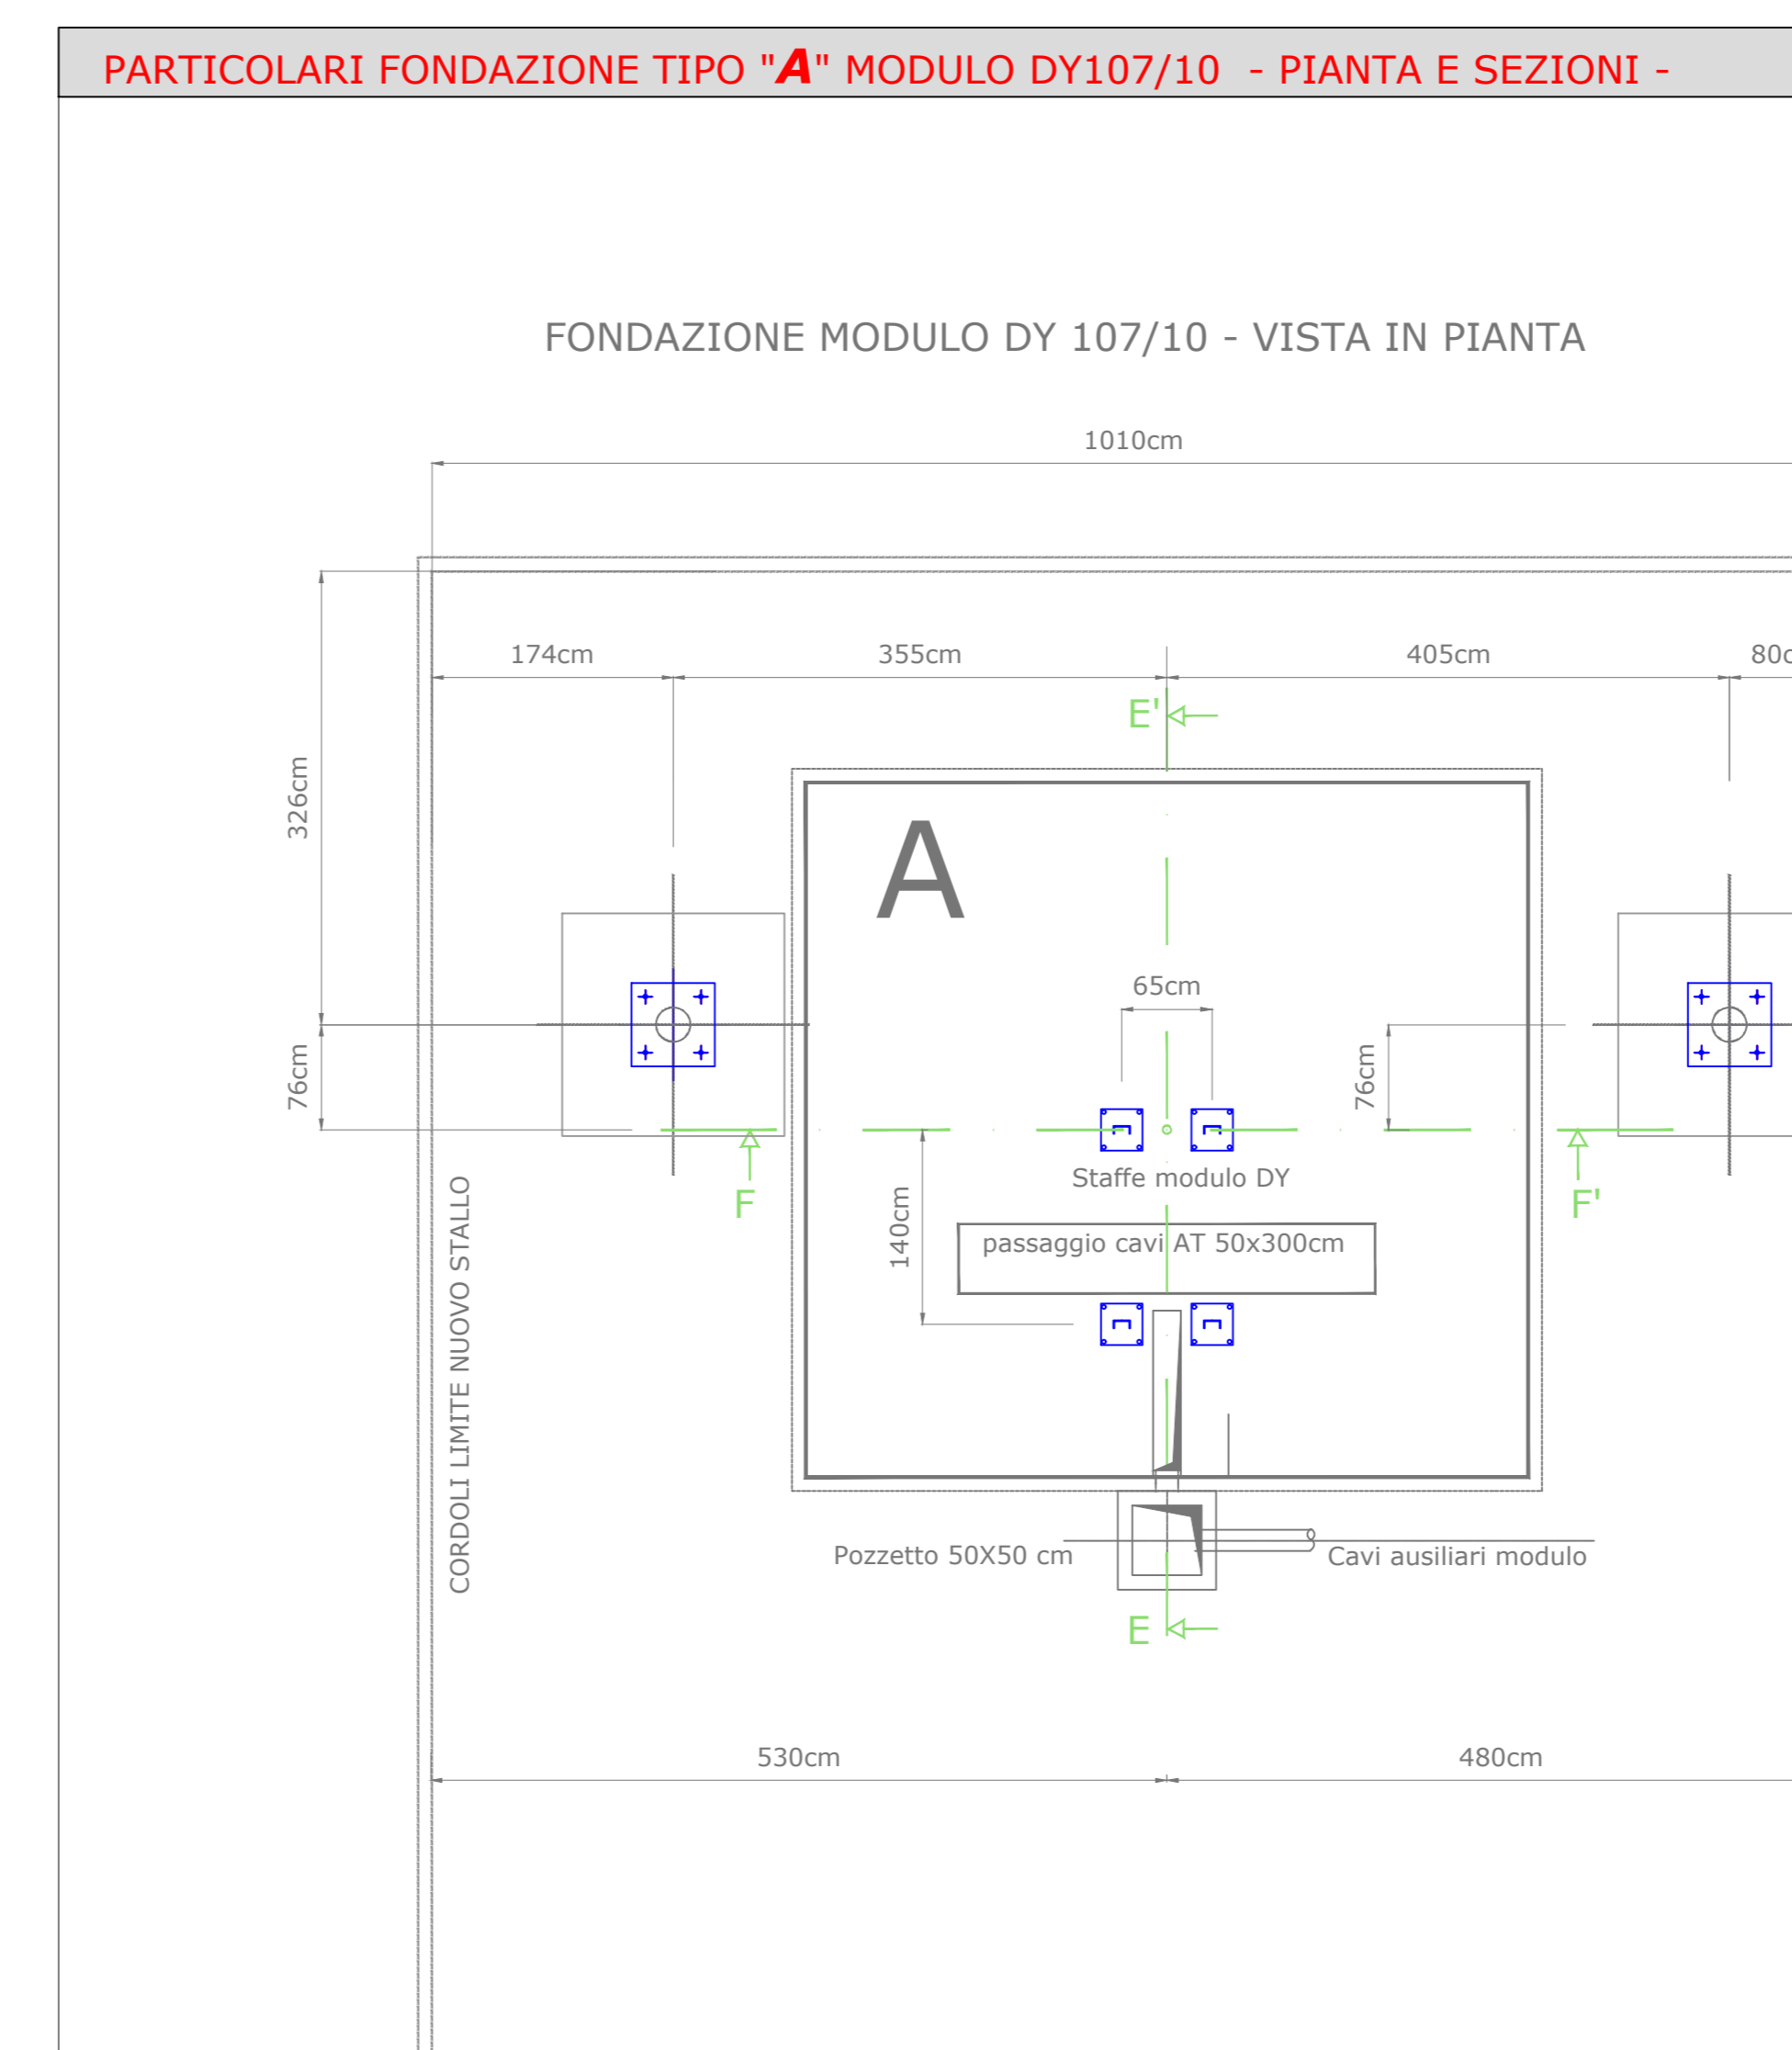 PARTICOLARI FONDAZIONE TIPO "A" MODULO DY107/10 - PIANTA E SEZIONI -
FONDAZIONE MODULO DY 107/10 - VISTA IN PIANTA
1010cm
174cm
355cm
405cm
E'
326cm
A
65cm
76cm
76cm
Staffe modulo DY
F
F'
140cm
passaggio cavi AT 50x300cm
CORDOLI LIMITE NUOVO STALLO
Pozzetto 50X50 cm
Cavi ausiliari modulo
E
530cm
480cm